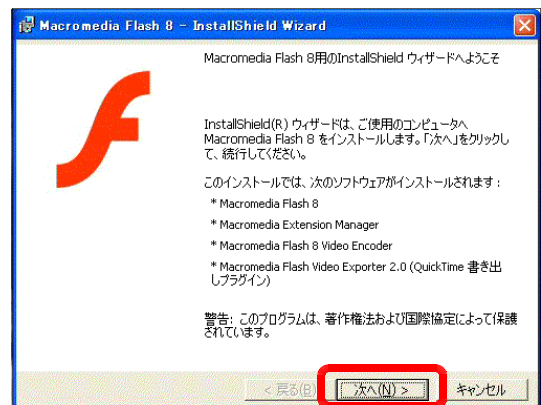 Macromedia Flash 8 - InstallShield Wizard
Macromedia Flash 8用のInstallShield ウィザードへようこそ
InstallShield(R) ウィザードは、ご使用のコンピュータへ
Macromedia Flash 8 をインストールします。「次へ」をクリックし
て、続行してください。
このインストールでは、次のソフトウェアがインストールされます :
* Macromedia Flash 8
* Macromedia Extension Manager
* Macromedia Flash 8 Video Encoder
* Macromedia Flash Video Exporter 2.0 (QuickTime 書き出
しプラグイン)
警告: このプログラムは、著作権法および国際協定によって保護
されています。
< 戻る(B) 次へ(N) > キャンセル